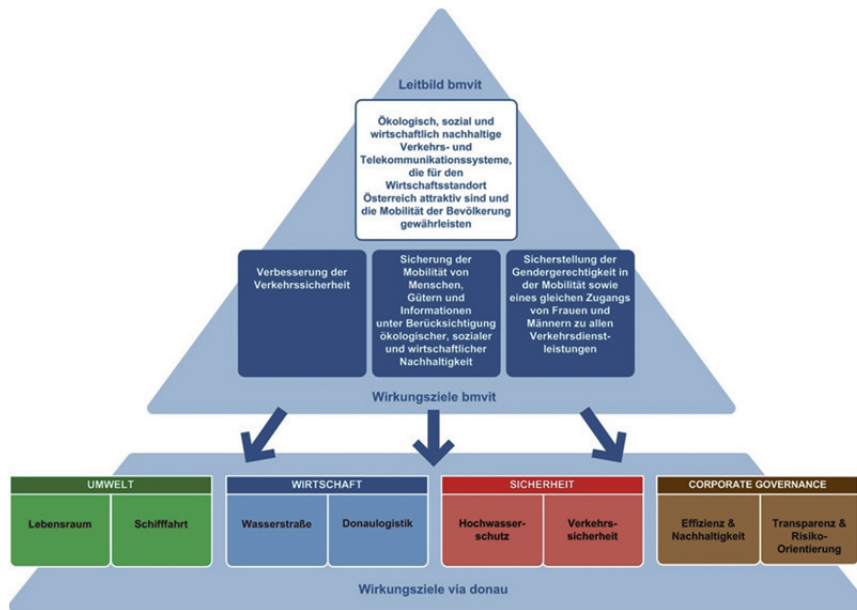 Leitbild bmvit
Ökologisch, sozial und
wirtschaftlich nachhaltige
Verkehrs- und
Telekommunikationssysteme,
die für den
Wirtschaftsstandort
Österreich attraktiv sind und
die Mobilität der Bevölkerung
gewährleisten
Verbesserung der
Verkehrssicherheit
Sicherung der
Mobilität von
Menschen,
Gütern und
Informationen
unter Berücksichtigung
ökologischer, sozialer
und wirtschaftlicher
Nachhaltigkeit
Sicherstellung der
Gendergerechtigkeit in
der Mobilität sowie
eines gleichen Zugangs
von Frauen und
Männern zu allen
Verkehrsdienst-
leistungen
Wirkungsziele bmvit
UMWELT
Lebensraum
Schifffahrt
WIRTSCHAFT
Wasserstraße
Donaulogistik
SICHERHEIT
Hochwasser-
schutz
Verkehrs-
sicherheit
CORPORATE GOVERNANCE
Effizienz &
Nachhaltigkeit
Transparenz &
Risiko-
Orientierung
Wirkungsziele via donau